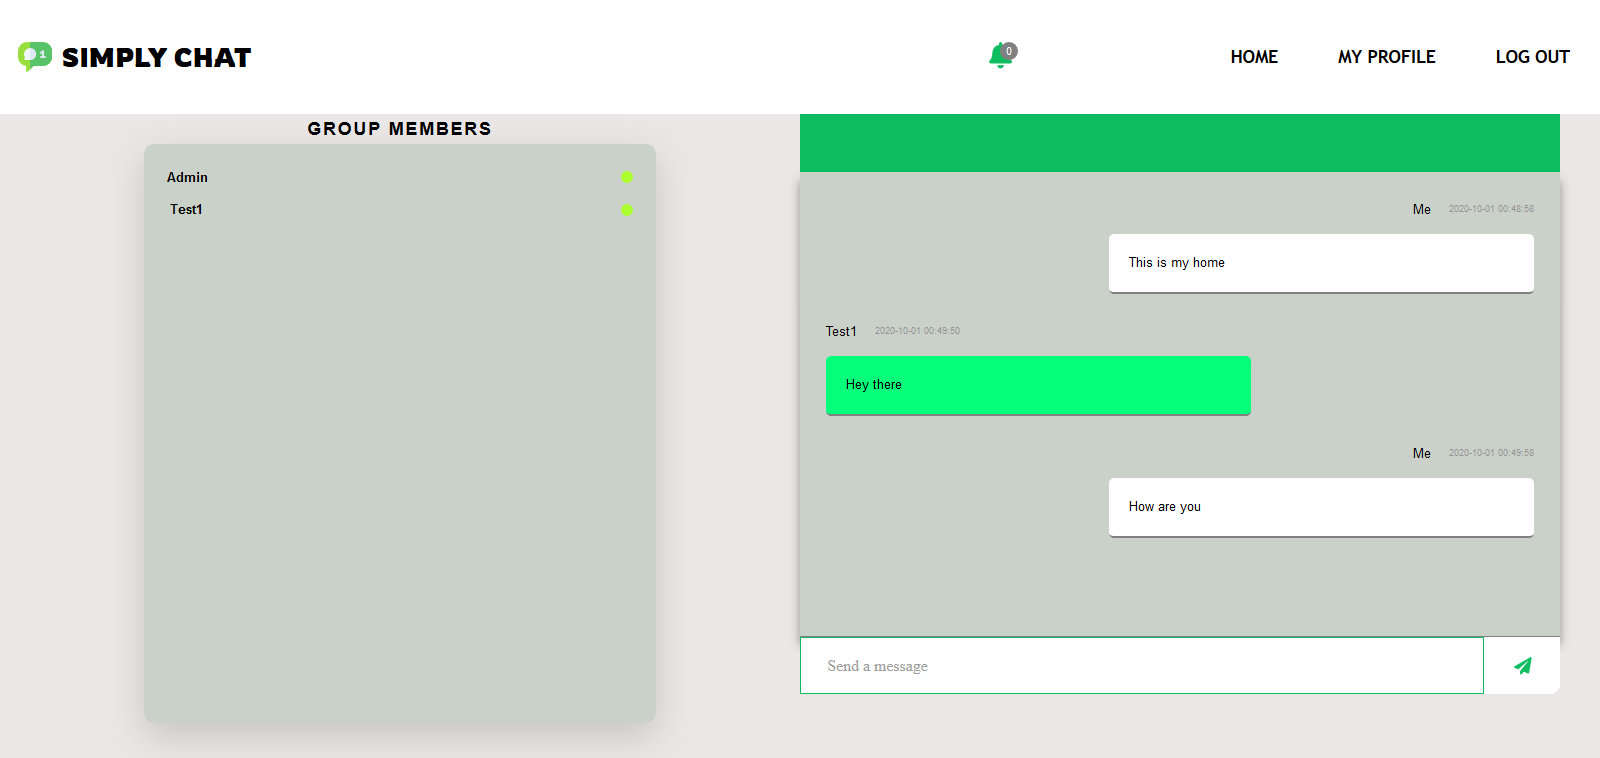 1 SIMPLY CHAT
0
HOME MY PROFILE LOG OUT
GROUP MEMBERS
Admin
Test1
Me 2020-10-01 00:48:58
This is my home
Test1 2020-10-01 00:49:50
Hey there
Me 2020-10-01 00:49:58
How are you
Send a message